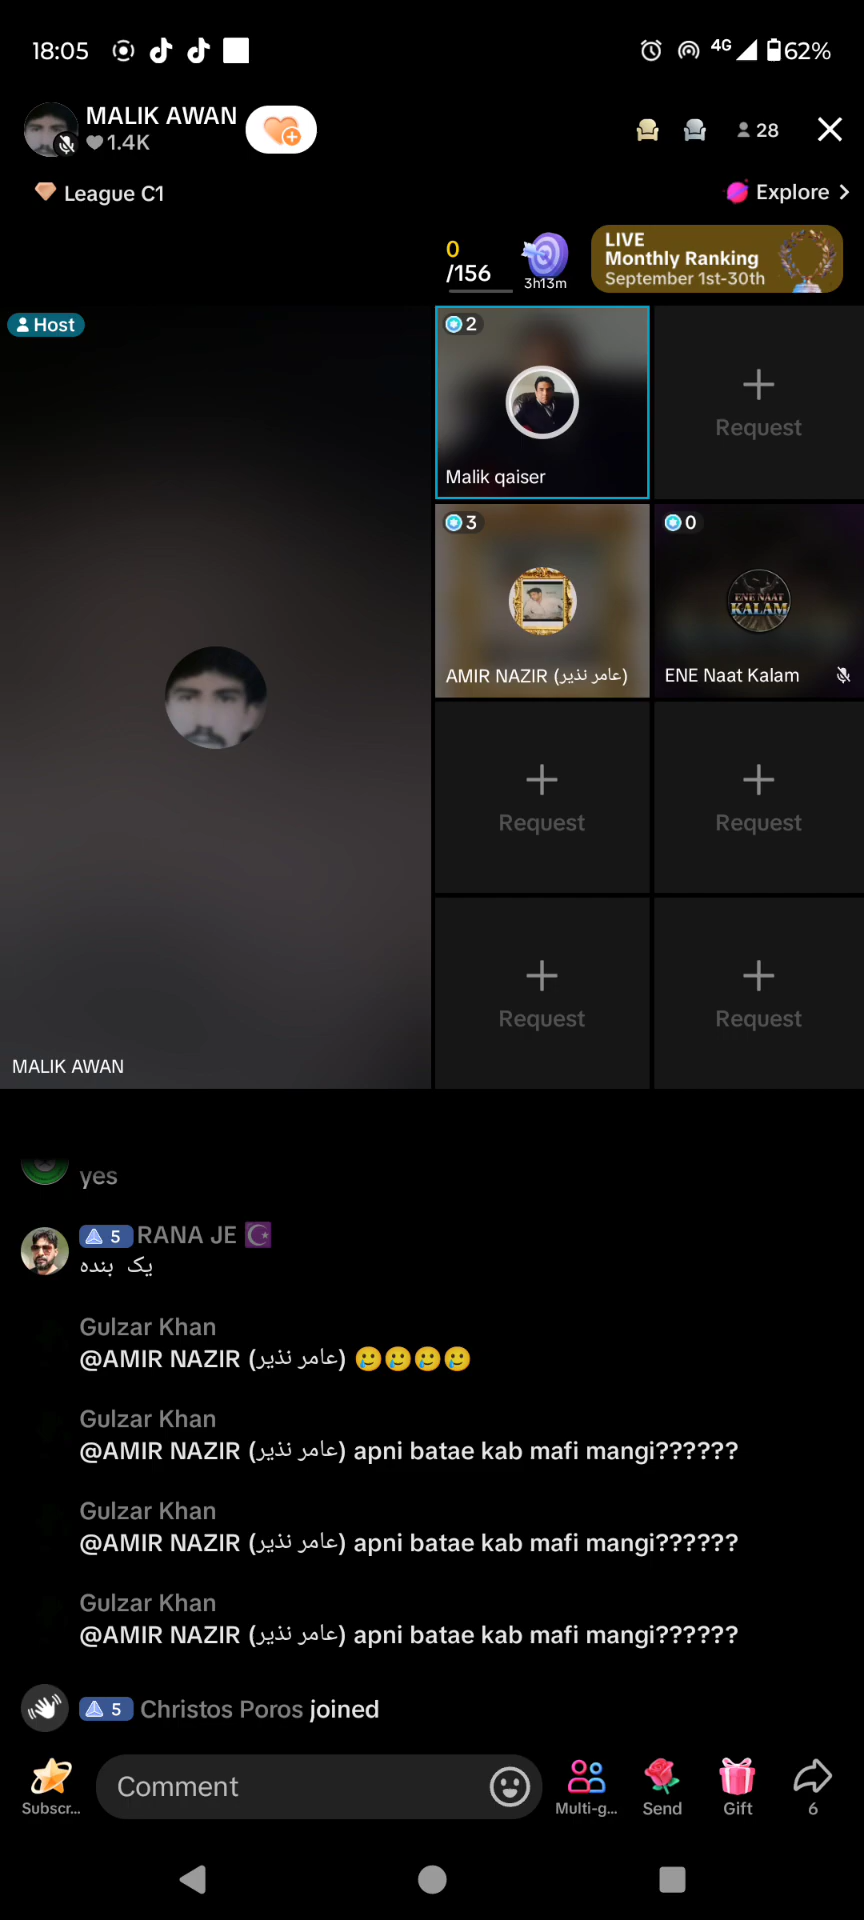 18:05
4G
62%
MALIK AWAN
1.4K
28
League C1
Explore
0
/156
3h13m
LIVE
Monthly Ranking
September 1st-30th
Host
2
Malik qaiser
Request
3
AMIR NAZIR (عامر نذیر)
0
ENE NAAT
KALAM
ENE Naat Kalam
Request
Request
Request
Request
MALIK AWAN
yes
5 RANA JE
یک بندہ
Gulzar Khan
@AMIR NAZIR (عامر نذیر) 🥲🥲🥲🥲
Gulzar Khan
@AMIR NAZIR (عامر نذیر) apni batae kab mafi mangi??????
Gulzar Khan
@AMIR NAZIR (عامر نذیر) apni batae kab mafi mangi??????
Gulzar Khan
@AMIR NAZIR (عامر نذیر) apni batae kab mafi mangi??????
5 Christos Poros joined
Comment
Subscr...
Multi-g...
Send
Gift
6